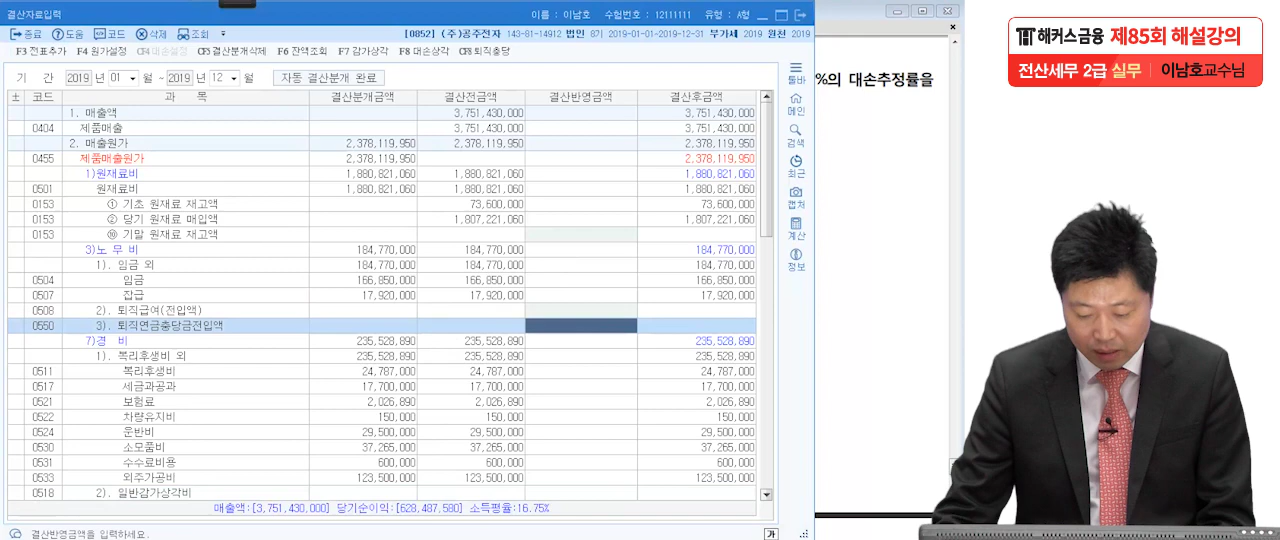 결산자료입력
이름 : 이남호 수험번호 : 12111111 유형 : A형
종료 도움 코드 삭제 조회
[0852] (주)공주전자 143-81-14912 법인 8기 2019-01-01~2019-12-31 부가세 2019 원천 2019
F3 전표추가 F4 원가설정 CF4 대손설정 CF5 결산분개삭제 F6 잔액조회 F7 감가상각 F8 대손상각 CF8 퇴직충당
기 간 2019 년 01 월 ~ 2019 년 12 월 자동 결산분개 완료
± 코드 과 목 결산분개금액 결산전금액 결산반영금액 결산후금액
1. 매출액 3,751,430,000 3,751,430,000
0404 제품매출 3,751,430,000 3,751,430,000
2. 매출원가 2,378,119,950 2,378,119,950 2,378,119,950
0455 제품매출원가 2,378,119,950 2,378,119,950
1)원재료비 1,880,821,060 1,880,821,060 1,880,821,060
0501 원재료비 1,880,821,060 1,880,821,060 1,880,821,060
0153 ① 기초 원재료 재고액 73,600,000 73,600,000
0153 ② 당기 원재료 매입액 1,807,221,060 1,807,221,060
0153 ⑩ 기말 원재료 재고액
3)노 무 비 184,770,000 184,770,000 184,770,000
1). 임금 외 184,770,000 184,770,000 184,770,000
0504 임금 166,850,000 166,850,000 166,850,000
0507 잡급 17,920,000 17,920,000 17,920,000
0508 2). 퇴직급여(전입액)
0550 3). 퇴직연금충당금전입액
7)경 비 235,528,890 235,528,890 235,528,890
1). 복리후생비 외 235,528,890 235,528,890 235,528,890
0511 복리후생비 24,787,000 24,787,000 24,787,000
0517 세금과공과 17,700,000 17,700,000 17,700,000
0521 보험료 2,026,890 2,026,890 2,026,890
0522 차량유지비 150,000 150,000 150,000
0524 운반비 29,500,000 29,500,000 29,500,000
0530 소모품비 37,265,000 37,265,000 37,265,000
0531 수수료비용 600,000 600,000 600,000
0533 외주가공비 123,500,000 123,500,000 123,500,000
0518 2). 일반감가상각비
매출액:[3,751,430,000] 당기순이익:[628,487,580] 소득평률:16.75%
결산반영금액을 입력하세요.
가
툴바
메인
검색
최근
캡처
계산
정보
%의 대손추정률을
해커스금융 제85회 해설강의
전산세무 2급 실무 이남호교수님